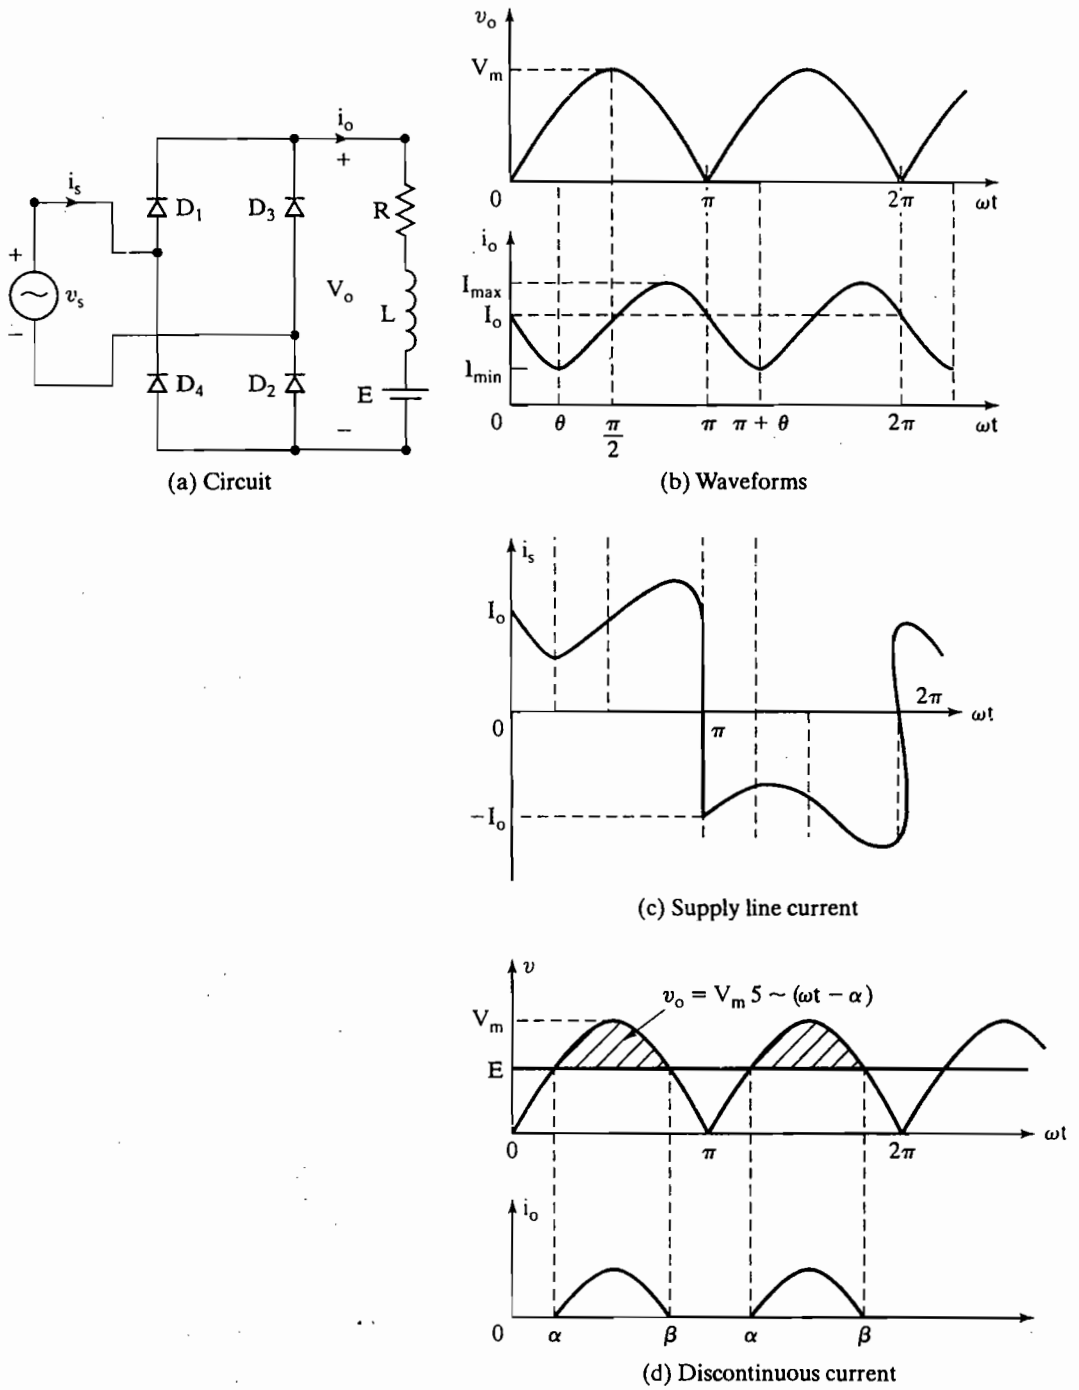 i_s
D_1
D_3
+
v_s
−
D_4
D_2
i_o
+
R
V_o
L
E
−
(a) Circuit
v_o
V_m
0
π
2π
ωt
i_o
I_max
I_o
I_min
0
θ
π/2
π
π + θ
2π
ωt
(b) Waveforms
i_s
I_o
0
π
2π
ωt
−I_o
(c) Supply line current
v
v_o = V_m 5 ~ (ωt − α)
V_m
E
0
π
2π
ωt
i_o
0
α
β
α
β
(d) Discontinuous current